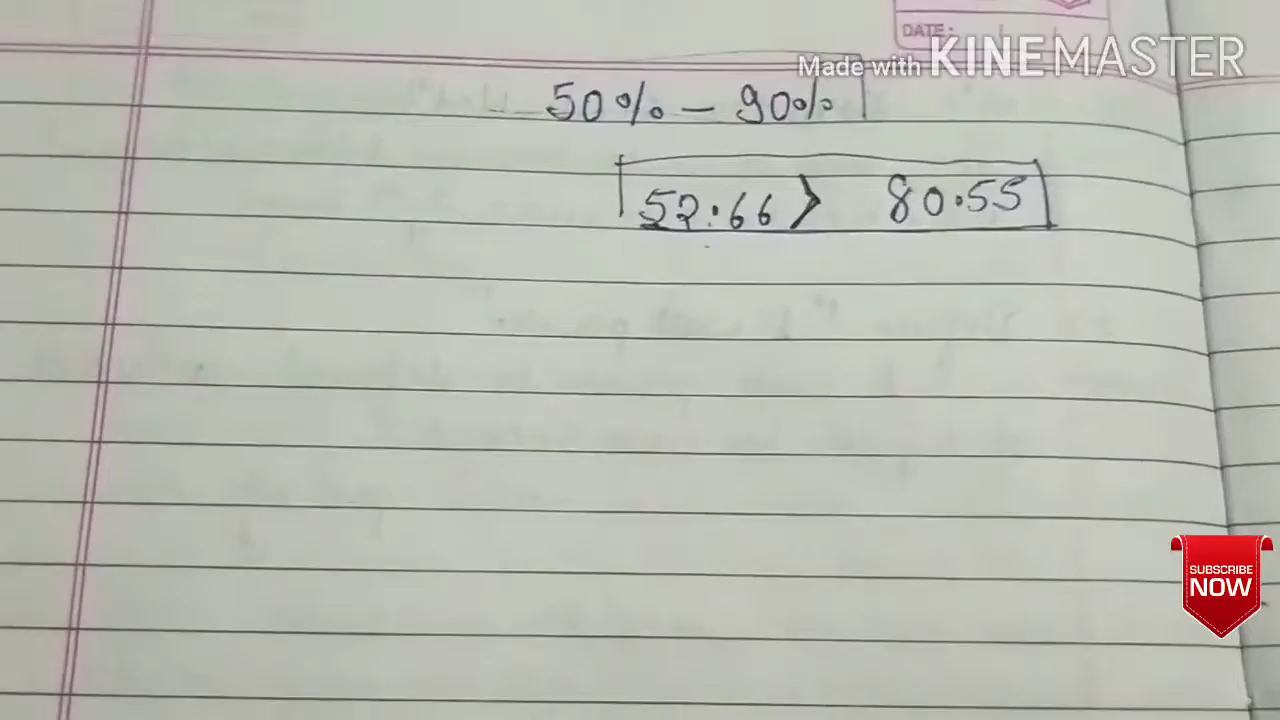 DATE:
Made with KINEMASTER
50% – 90%
52.66 > 80.55
SUBSCRIBE
NOW